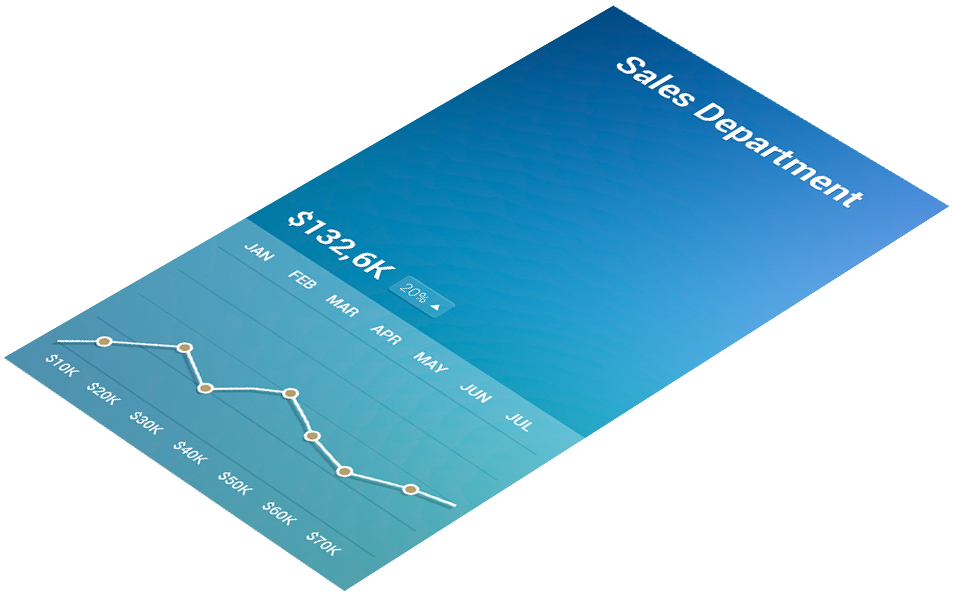 Sales Department
$132,6K
20% ▲
JAN FEB MAR APR MAY JUN JUL
$10K $20K $30K $40K $50K $60K $70K